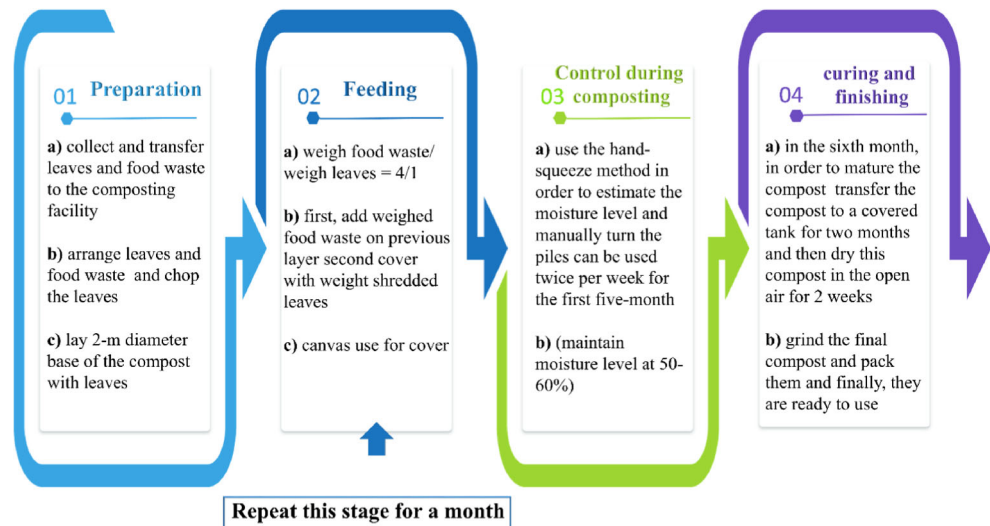 01 Preparation
a) collect and transfer
leaves and food waste
to the composting
facility
b) arrange leaves and
food waste and chop
the leaves
c) lay 2-m diameter
base of the compost
with leaves
02 Feeding
a) weigh food waste/
weigh leaves = 4/1
b) first, add weighed
food waste on previous
layer second cover
with weight shredded
leaves
c) canvas use for cover
Repeat this stage for a month
Control during
03 composting
a) use the hand-
squeeze method in
order to estimate the
moisture level and
manually turn the
piles can be used
twice per week for
the first five-month
b) (maintain
moisture level at 50-
60%)
curing and
04 finishing
a) in the sixth month,
in order to mature the
compost transfer the
compost to a covered
tank for two months
and then dry this
compost in the open
air for 2 weeks
b) grind the final
compost and pack
them and finally, they
are ready to use